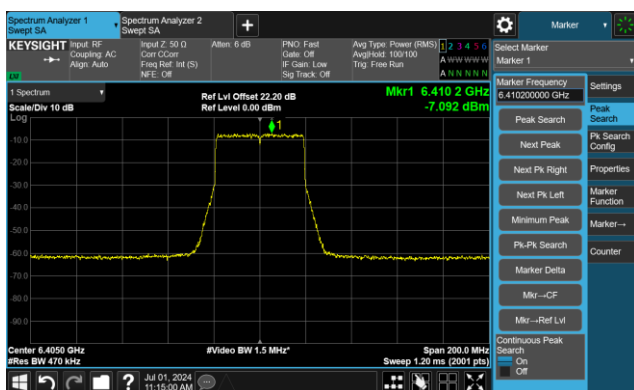 Spectrum Analyzer 1
Swept SA
Spectrum Analyzer 2
Swept SA
+
Marker
KEYSIGHT
Input: RF
Coupling: AC
Align: Auto
Input Z: 50 Ω
Corr CCorr
Freq Ref: Int (S)
NFE: Off
Atten: 6 dB
PNO: Fast
Gate: Off
IF Gain: Low
Sig Track: Off
Avg Type: Power (RMS)
Avg|Hold: 100/100
Trig: Free Run
1 2 3 4 5 6
A W W W W W
A N N N N N
LXI
Select Marker
Marker 1
1 Spectrum
Scale/Div 10 dB
Log
Ref Lvl Offset 22.20 dB
Ref Level 0.00 dBm
Mkr1 6.410 2 GHz
-7.092 dBm
1
-10.0
-20.0
-30.0
-40.0
-50.0
-60.0
-70.0
-80.0
-90.0
Center 6.4050 GHz
#Res BW 470 kHz
#Video BW 1.5 MHz*
Span 200.0 MHz
Sweep 1.20 ms (2001 pts)
Marker Frequency
6.410200000 GHz
Peak Search
Next Peak
Next Pk Right
Next Pk Left
Minimum Peak
Pk-Pk Search
Marker Delta
Mkr→CF
Mkr→Ref Lvl
Continuous Peak
Search
On
Off
Settings
Peak
Search
Pk Search
Config
Properties
Marker
Function
Marker→
Counter
?
Jul 01, 2024
11:15:00 AM